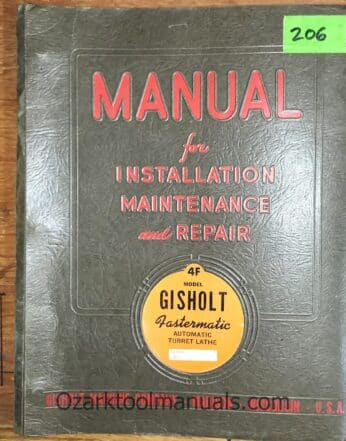 206
MANUAL
for
INSTALLATION
MAINTENANCE
and REPAIR
4F
MODEL
GISHOLT
Fastermatic
AUTOMATIC
TURRET LATHE
Ozarktoolmanuals.com
U.S.A.